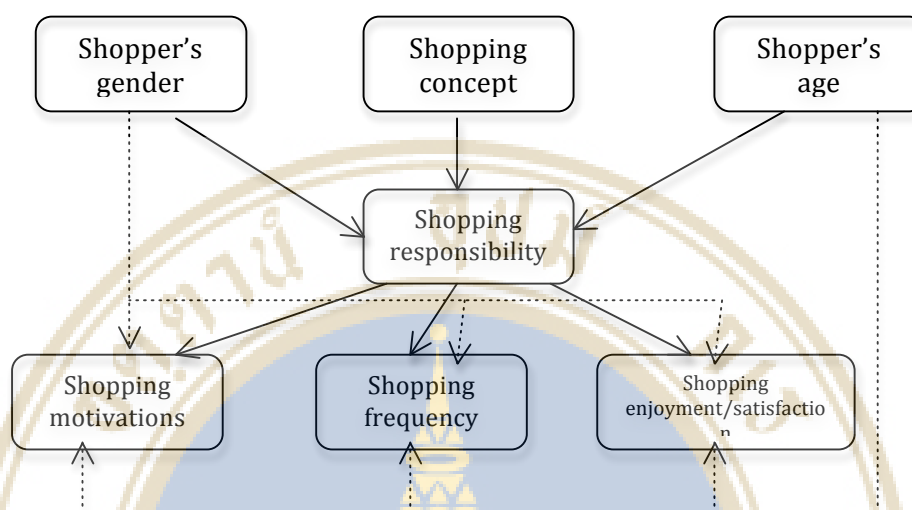 Shopper’s
gender
Shopping
concept
Shopper’s
age
Shopping
responsibility
Shopping
motivations
Shopping
frequency
Shopping
enjoyment/satisfactio
n